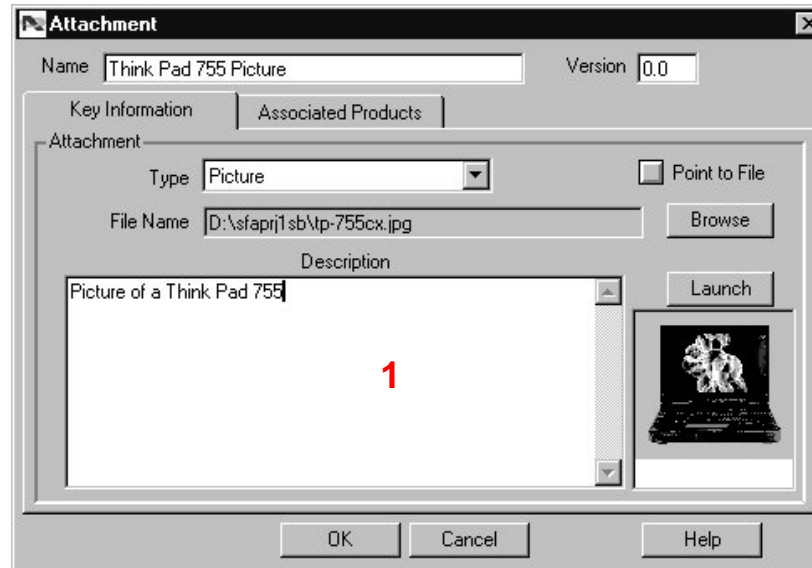 Attachment
Name Think Pad 755 Picture Version 0.0
Key Information Associated Products
Attachment
Type Picture Point to File
File Name D:\sfaprj1sb\tp-755cx.jpg Browse
Description
Picture of a Think Pad 755 Launch
1
OK Cancel Help